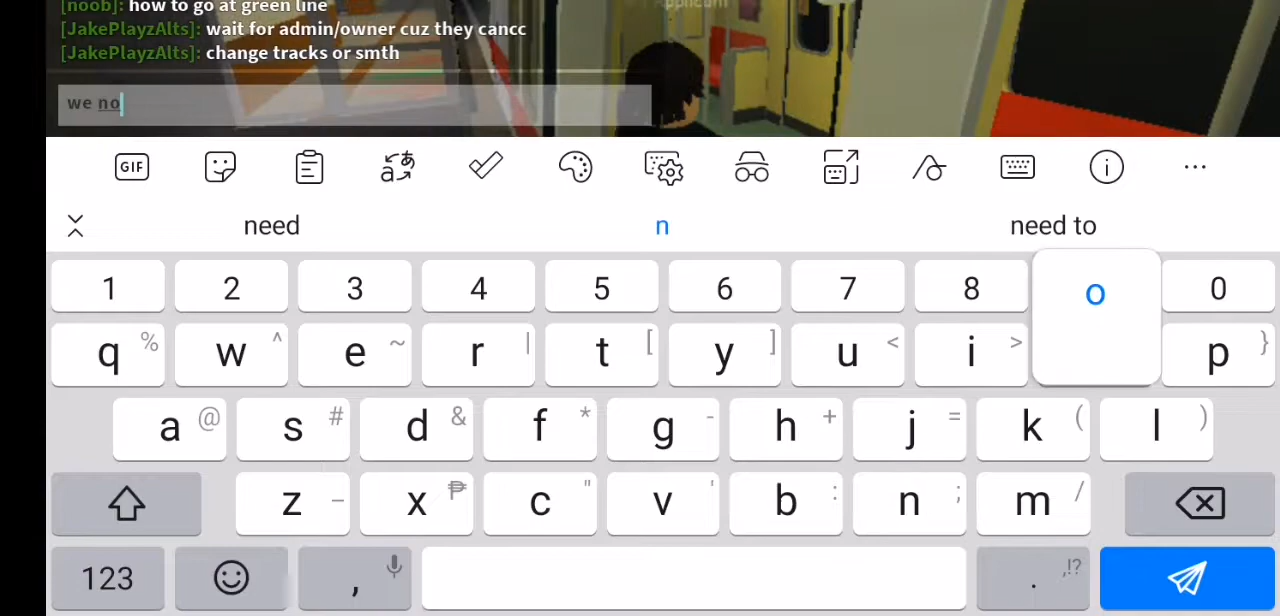 [noob]: how to go at green line
[JakePlayzAlts]: wait for admin/owner cuz they cancc
[JakePlayzAlts]: change tracks or smth
we no
GIF
need n need to
1 2 3 4 5 6 7 8 o 0
q % w ^ e ~ r | t [ y ] u < i > p }
a @ s # d & f * g - h + j = k ( l )
z _ x ₱ c " v ' b : n ; m /
123 , . ,!?